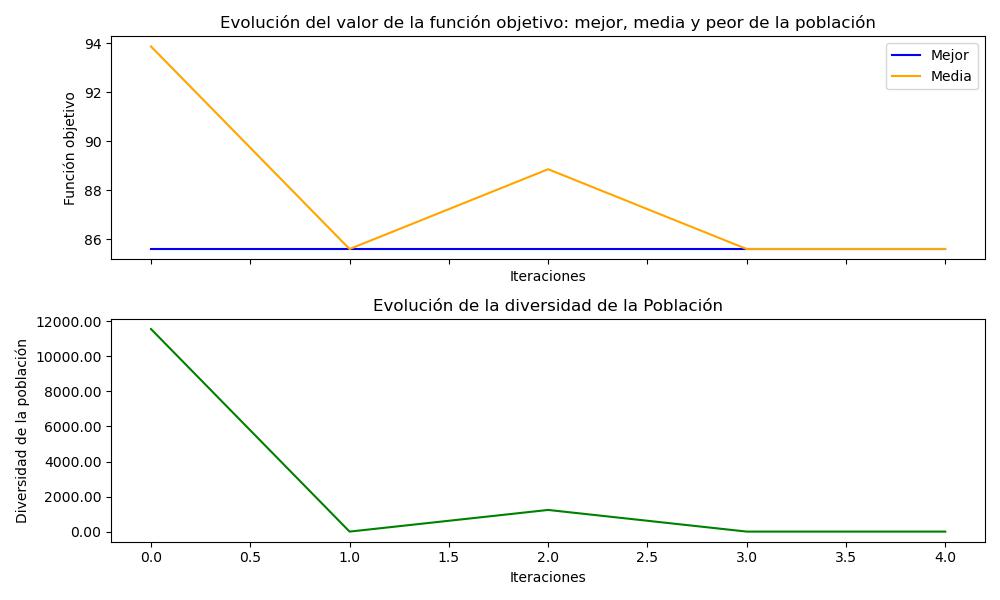 Evolución del valor de la función objetivo: mejor, media y peor de la población
Mejor
Media
Función objetivo
94
92
90
88
86
Iteraciones
Evolución de la diversidad de la Población
Diversidad de la población
12000.00
10000.00
8000.00
6000.00
4000.00
2000.00
0.00
0.0 0.5 1.0 1.5 2.0 2.5 3.0 3.5 4.0
Iteraciones